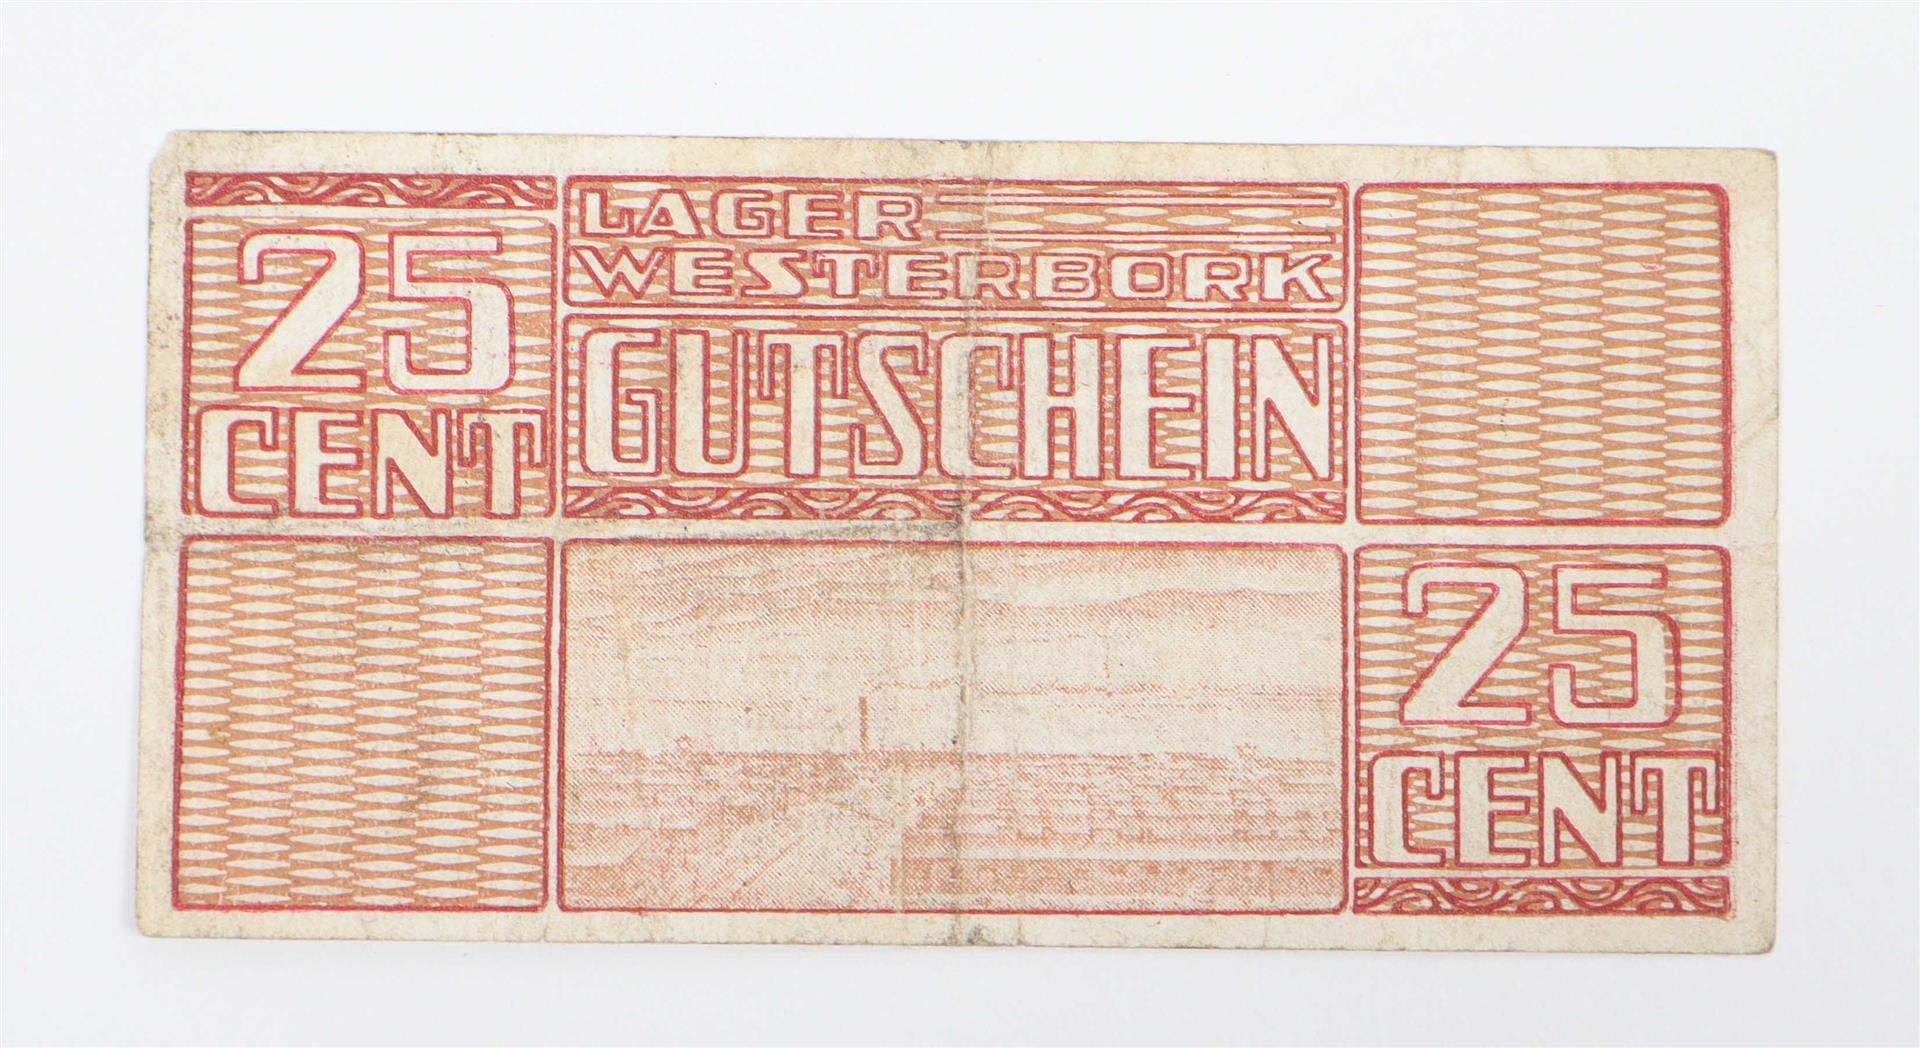 25
CENT
LAGER
WESTERBORK
GUTSCHEIN
25
CENT